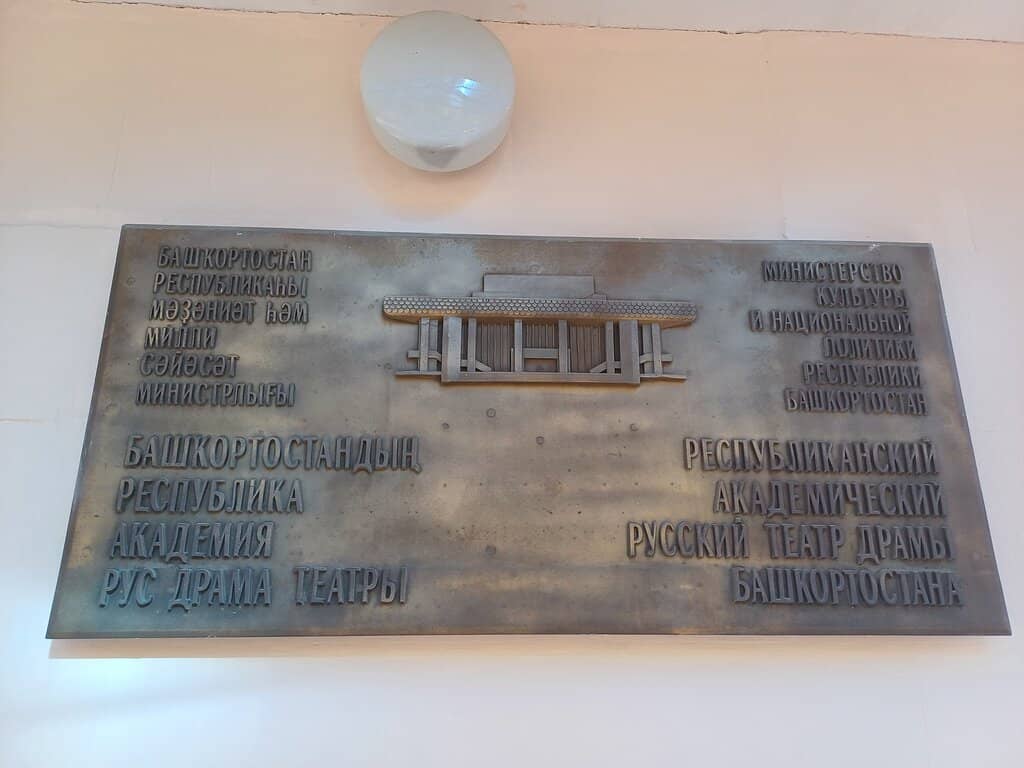 БАШҠОРТОСТАН
РЕСПУБЛИКАҺЫ
МӘҘӘНИӘТ ҺӘМ
МИЛЛИ
СӘЙӘСӘТ
МИНИСТРЛЫҒЫ
МИНИСТЕРСТВО
КУЛЬТУРЫ
И НАЦИОНАЛЬНОЙ
ПОЛИТИКИ
РЕСПУБЛИКИ
БАШКОРТОСТАН
БАШҠОРТОСТАНДЫҢ
РЕСПУБЛИКА
АКАДЕМИЯ
РУС ДРАМА ТЕАТРЫ
РЕСПУБЛИКАНСКИЙ
АКАДЕМИЧЕСКИЙ
РУССКИЙ ТЕАТР ДРАМЫ
БАШКОРТОСТАНА